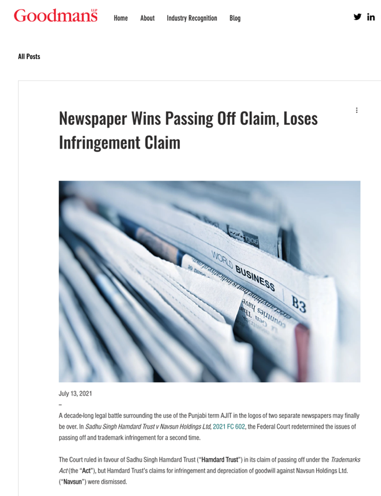 Goodmans LLP
Home About Industry Recognition Blog
All Posts
Newspaper Wins Passing Off Claim, Loses
Infringement Claim
WORLD BUSINESS
B3
July 13, 2021
–
A decade-long legal battle surrounding the use of the Punjabi term AJIT in the logos of two separate newspapers may finally
be over. In Sadhu Singh Hamdard Trust v Navsun Holdings Ltd, 2021 FC 602, the Federal Court redetermined the issues of
passing off and trademark infringement for a second time.
The Court ruled in favour of Sadhu Singh Hamdard Trust (“Hamdard Trust”) in its claim of passing off under the Trademarks
Act (the “Act”), but Hamdard Trust’s claims for infringement and depreciation of goodwill against Navsun Holdings Ltd.
(“Navsun”) were dismissed.